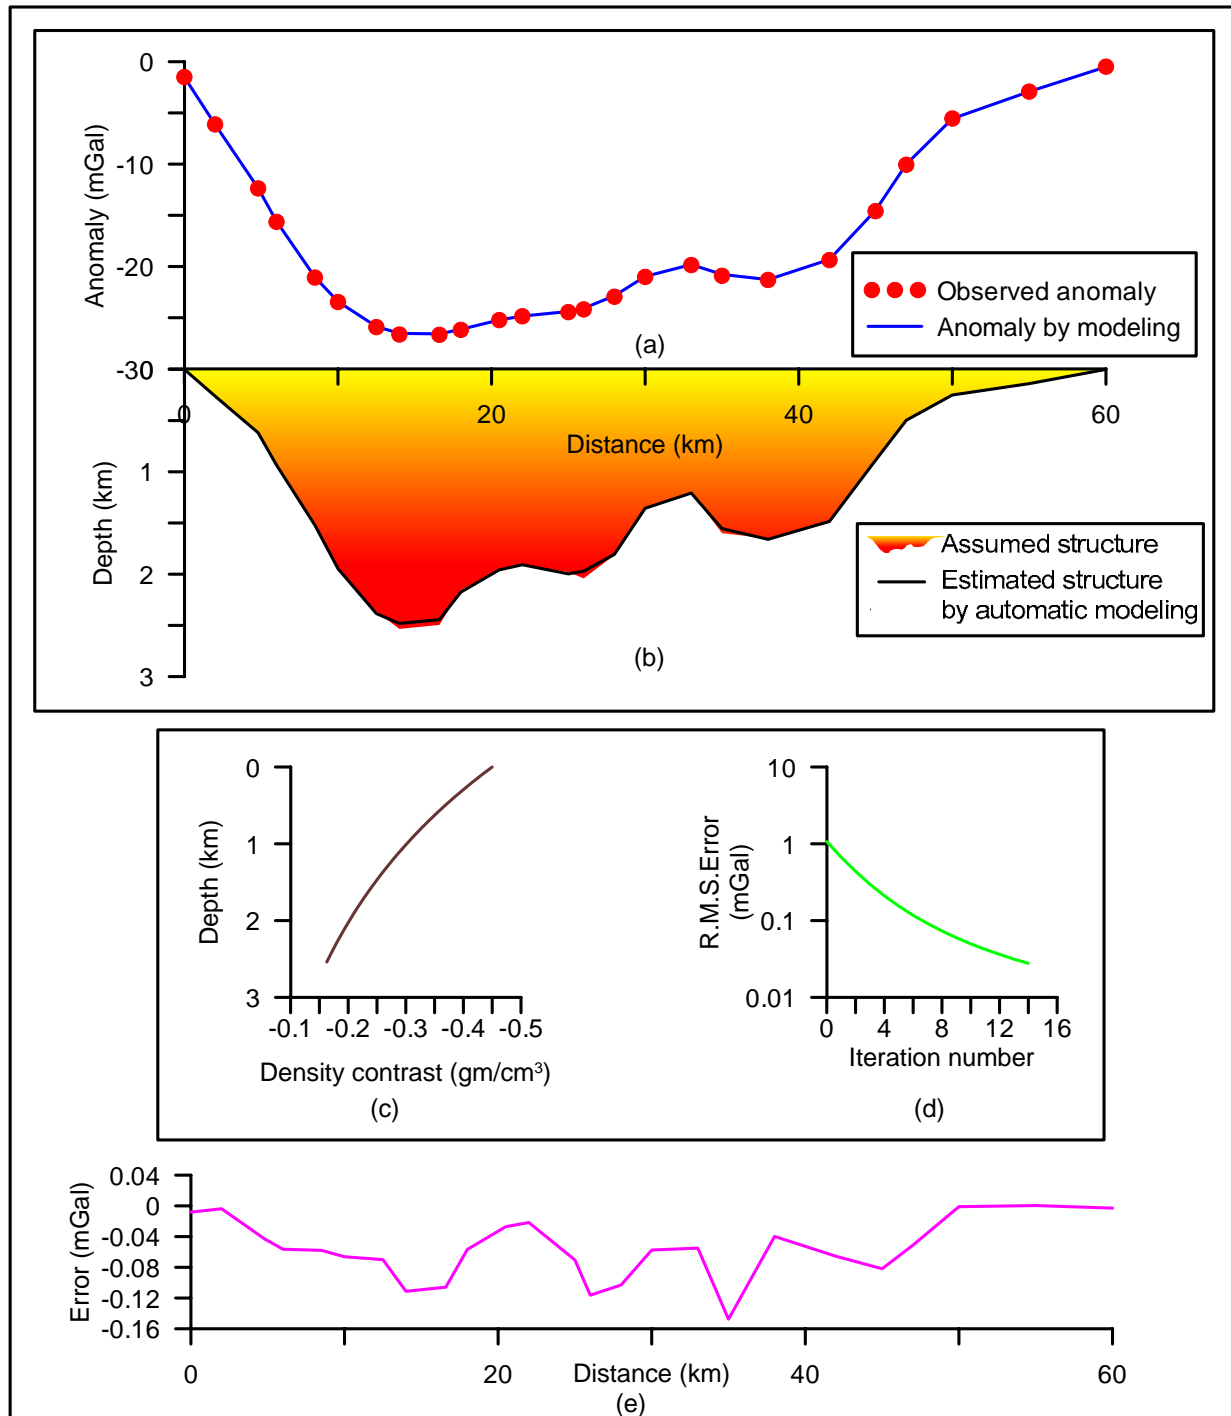 0
-10
-20
-30
Anomaly (mGal)
Observed anomaly
Anomaly by modeling
(a)
0
20
40
60
Distance (km)
1
2
3
Depth (km)
Assumed structure
Estimated structure
by automatic modeling
(b)
0
1
2
3
Depth (km)
-0.1 -0.2 -0.3 -0.4 -0.5
Density contrast (gm/cm³)
(c)
10
1
0.1
0.01
R.M.S.Error
(mGal)
0 4 8 12 16
Iteration number
(d)
0.04
0
-0.04
-0.08
-0.12
-0.16
Error (mGal)
0 20 40 60
Distance (km)
(e)